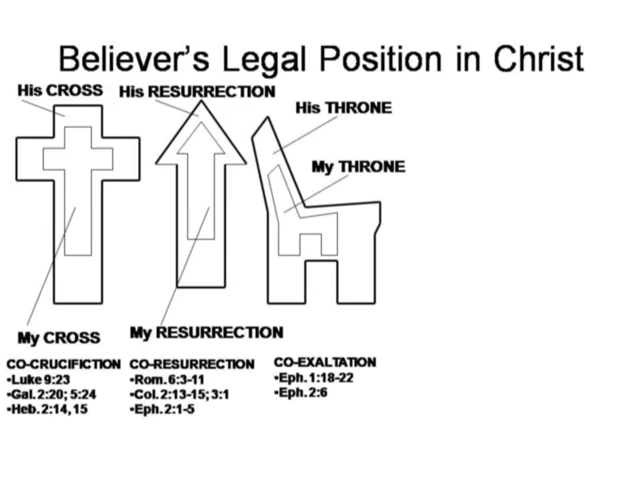 Believer's Legal Position in Christ
His CROSS
His RESURRECTION
His THRONE
My THRONE
My CROSS
My RESURRECTION
CO-CRUCIFICTION
•Luke 9:23
•Gal. 2:20; 5:24
•Heb. 2:14, 15
CO-RESURRECTION
•Rom. 6:3-11
•Col. 2:13-15; 3:1
•Eph. 2:1-5
CO-EXALTATION
•Eph. 1:18-22
•Eph. 2:6